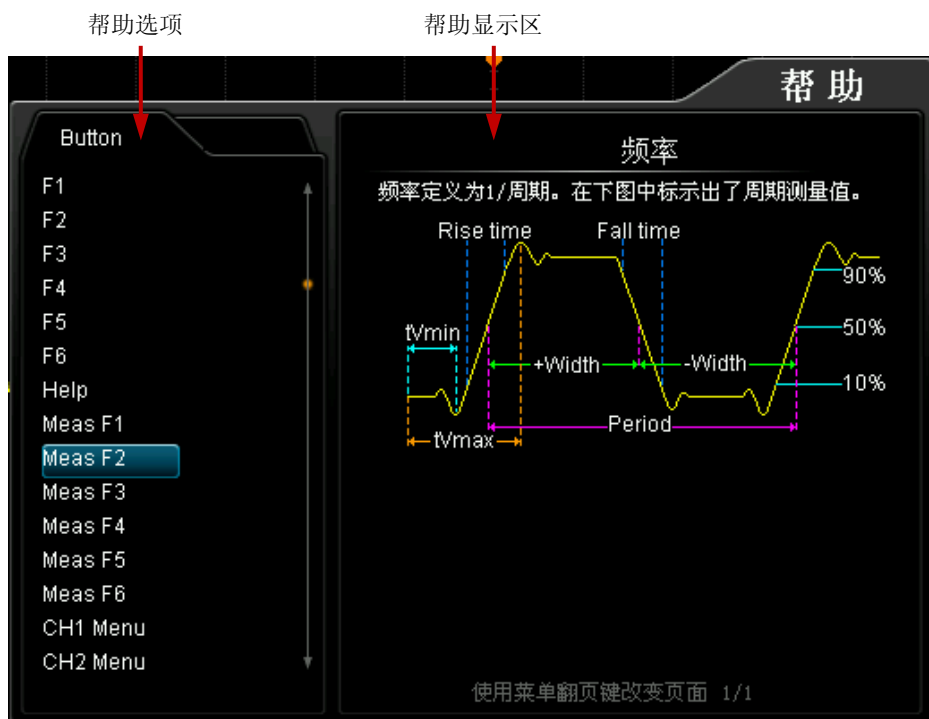 帮助选项
帮助显示区
帮助
Button
F1
F2
F3
F4
F5
F6
Help
Meas F1
Meas F2
Meas F3
Meas F4
Meas F5
Meas F6
CH1 Menu
CH2 Menu
频率
频率定义为1/周期。在下图中标示出了周期测量值。
Rise time
Fall time
90%
tVmin
50%
+Width
-Width
10%
Period
tVmax
使用菜单翻页键改变页面 1/1